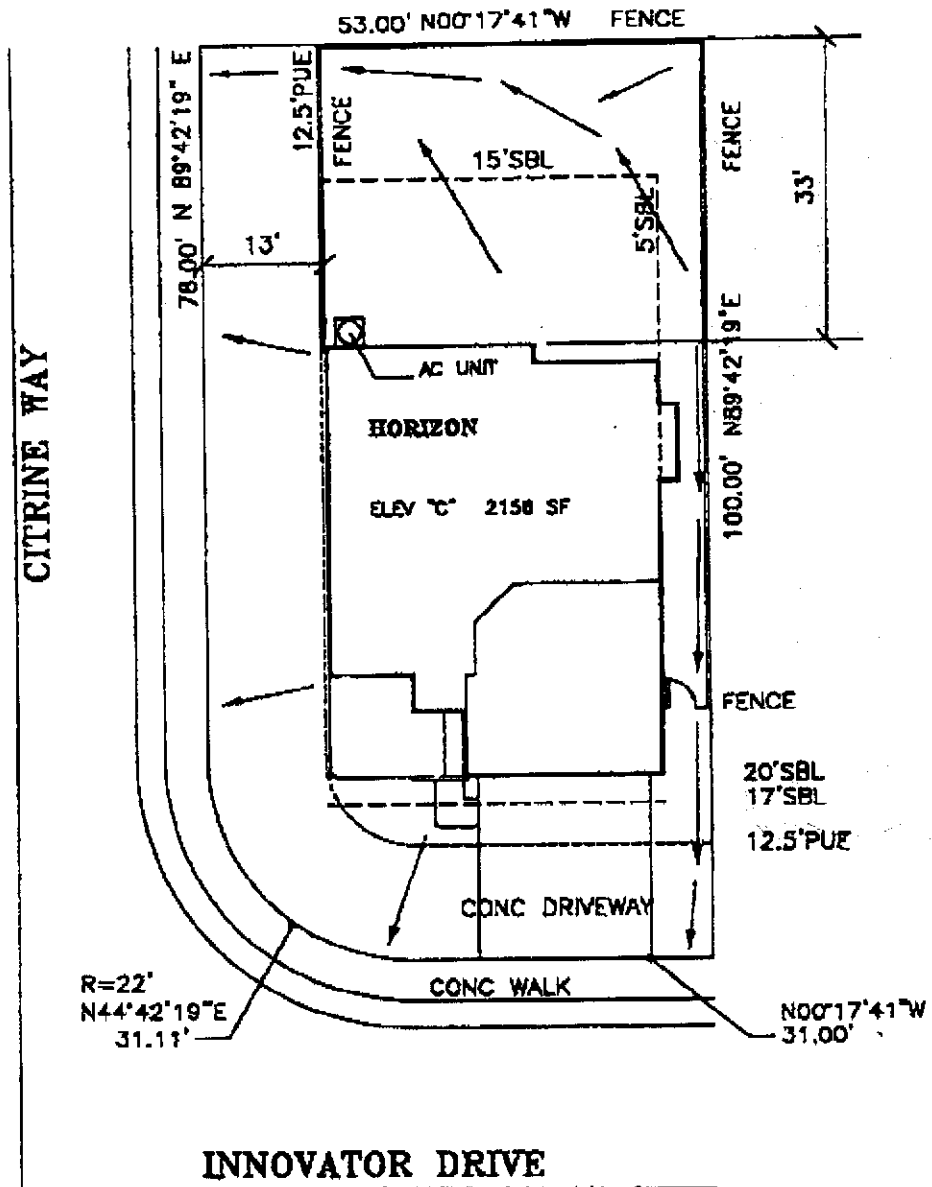 53.00' N00°17'41"W FENCE
78.00' N 89°42'19" E
12.5'PUE
FENCE
FENCE
15'SBL
5'SBL
33'
13'
100.00' N89°42'19"E
CITRINE WAY
AC UNIT
HORIZON
ELEV "C" 2158 SF
FENCE
20'SBL
17'SBL
12.5'PUE
CONC DRIVEWAY
CONC WALK
R=22'
N44°42'19"E
31.11'
N00°17'41"W
31.00'
INNOVATOR DRIVE